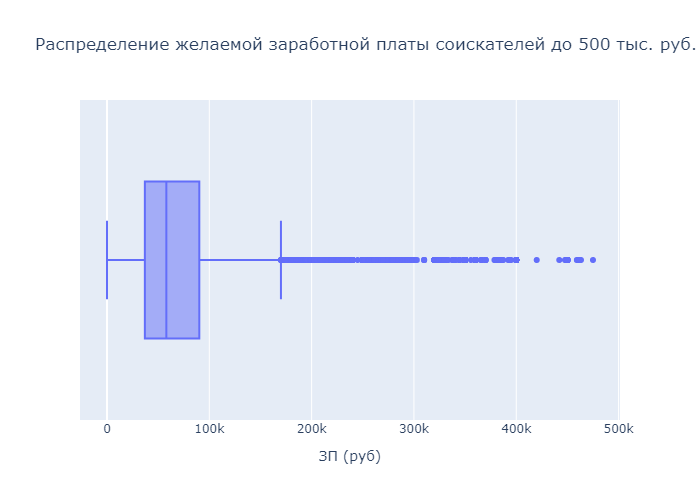 Распределение желаемой заработной платы соискателей до 500 тыс. руб.
0 100k 200k 300k 400k 500k
ЗП (руб)